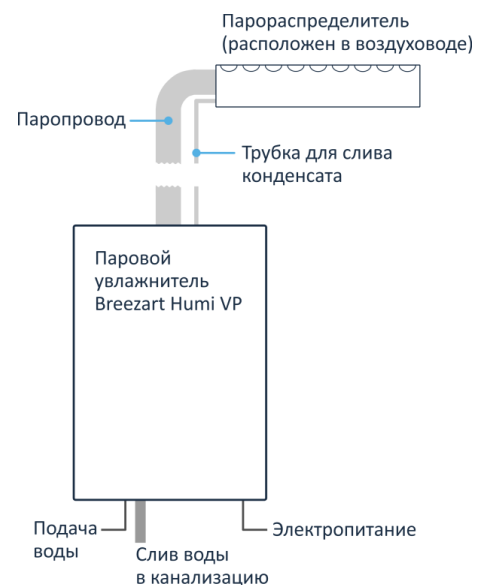 Парораспределитель
(расположен в воздуховоде)
Паропровод
Трубка для слива
конденсата
Паровой
увлажнитель
Breezart Humi VP
Подача
воды
Электропитание
Слив воды
в канализацию